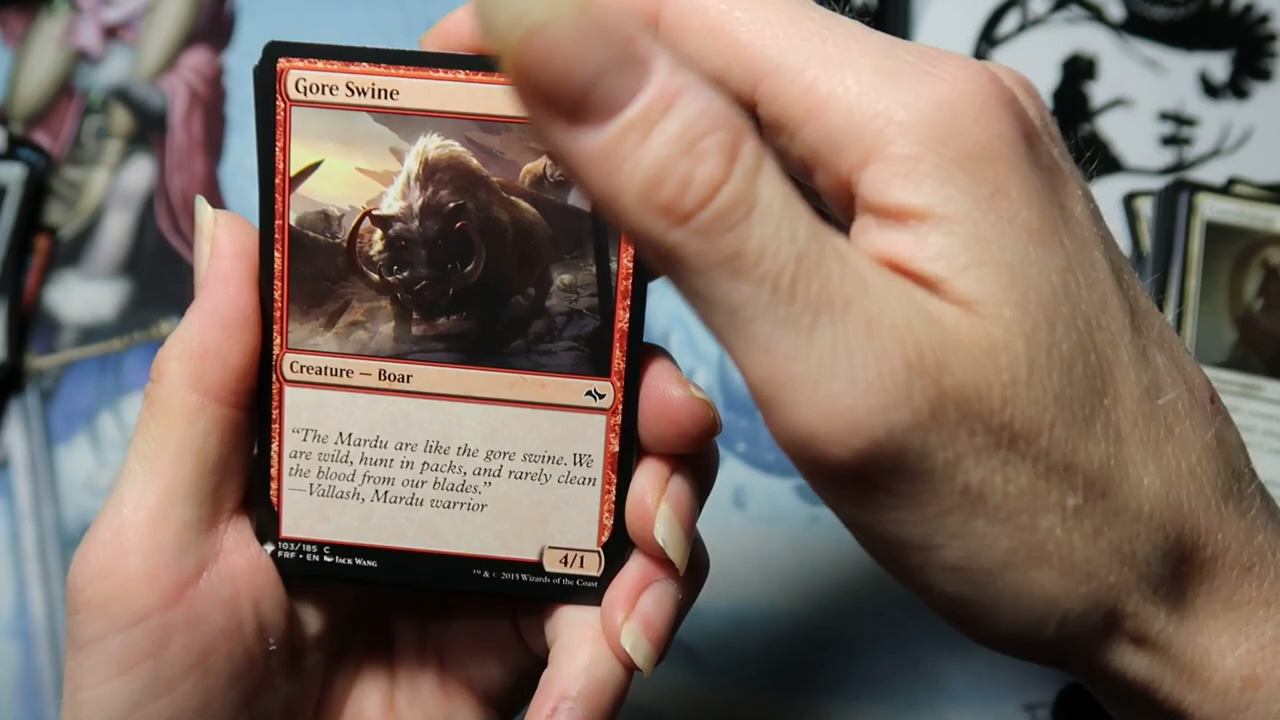 Gore Swine
Creature — Boar
“The Mardu are like the gore swine. We
are wild, hunt in packs, and rarely clean
the blood from our blades.”
—Vallash, Mardu warrior
4/1
103/185 C
FRF • EN Jack Wang
™ & © 2015 Wizards of the Coast